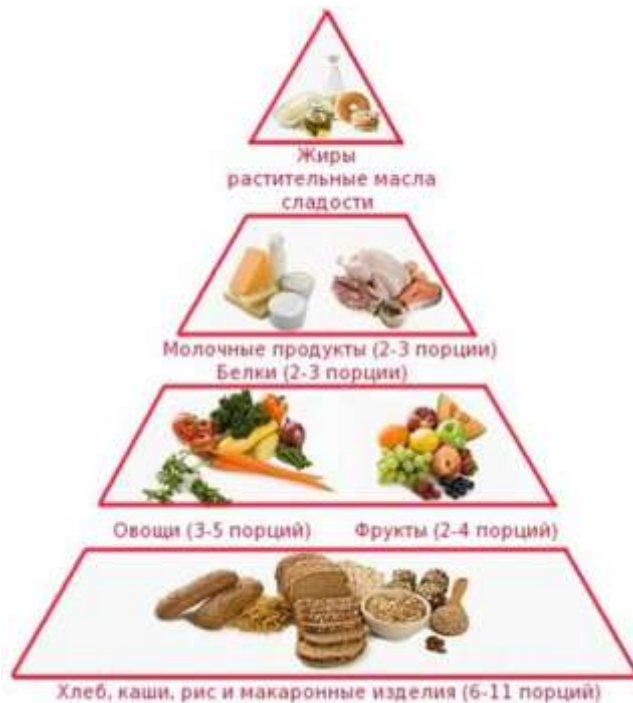 Жиры
растительные масла
сладости
Молочные продукты (2-3 порции)
Белки (2-3 порции)
Овощи (3-5 порций) Фрукты (2-4 порций)
Хлеб, каши, рис и макаронные изделия (6-11 порций)